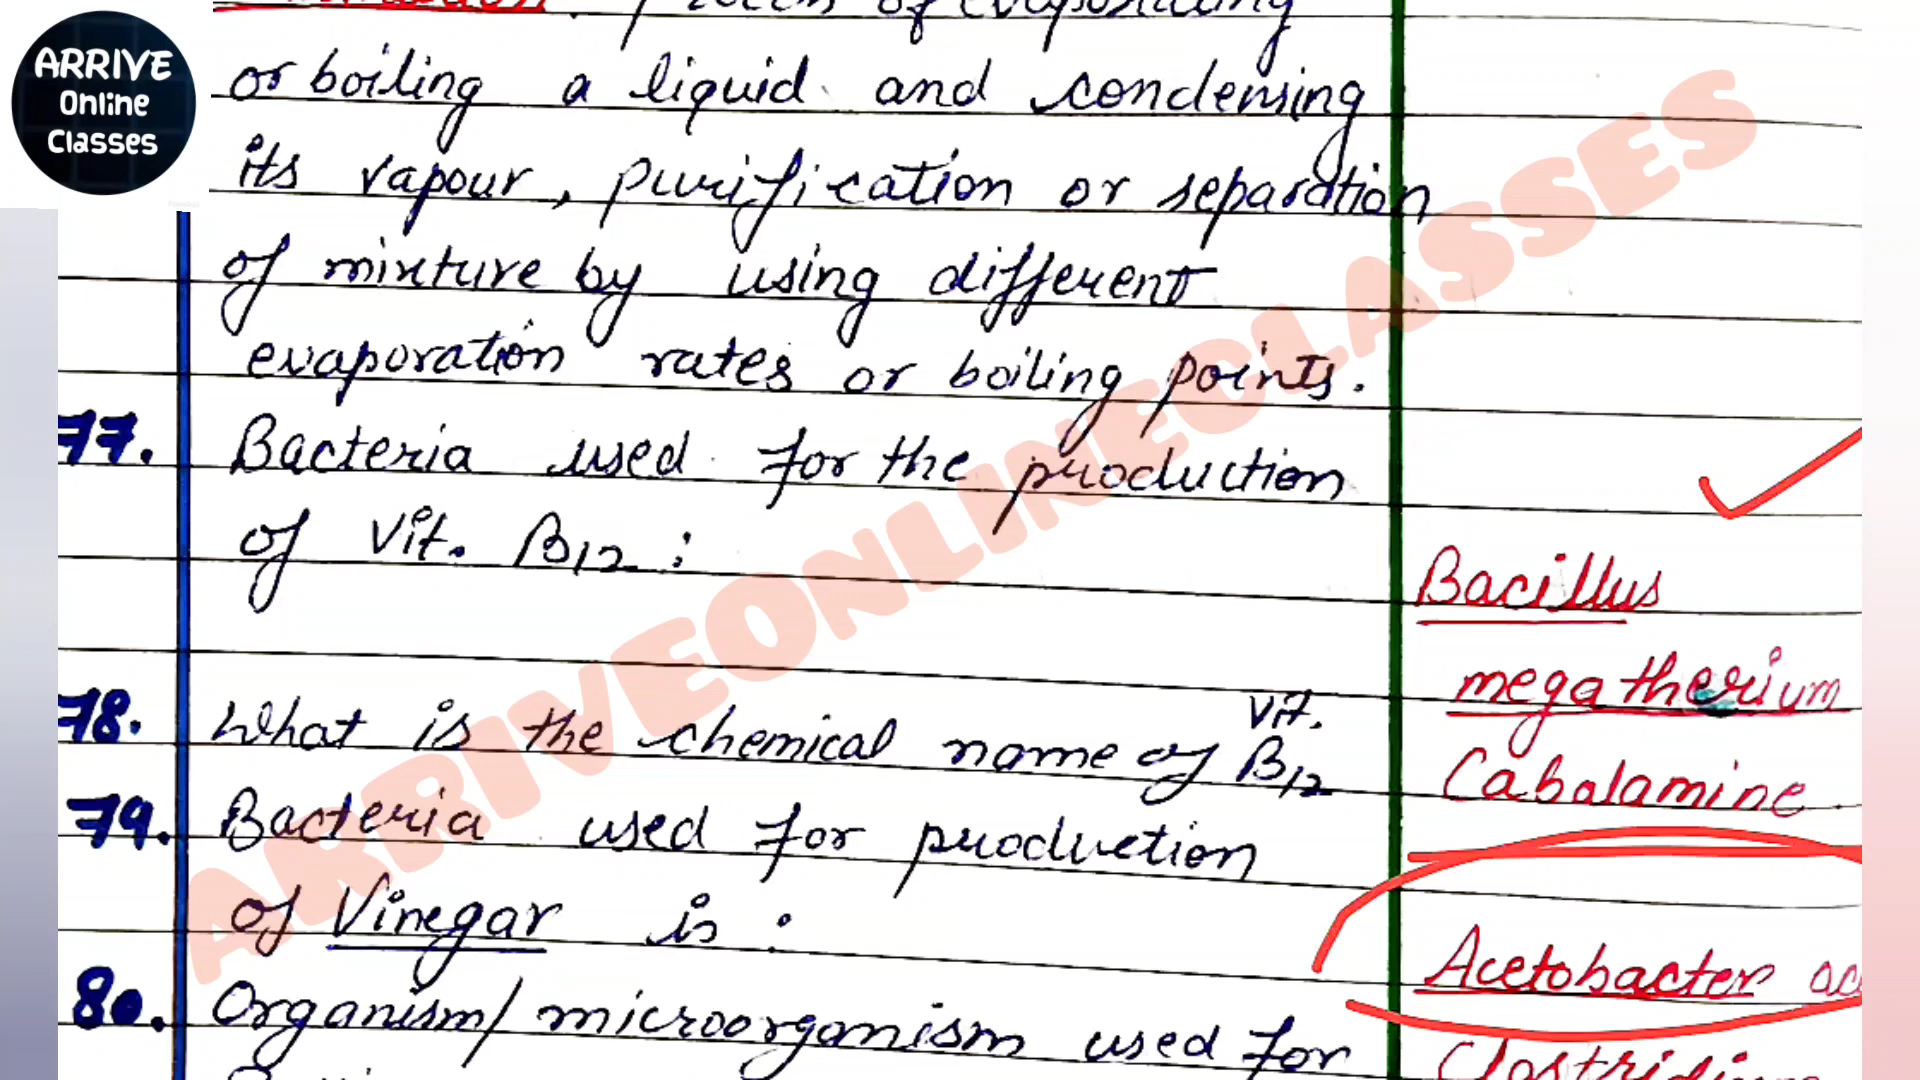 ARRIVE
Online
Classes
of evaporating
or boiling a liquid and condensing
its vapour, purification or separation
of mixture by using different
evaporation rates or boiling points.
77. Bacteria used for the production
of Vit. B12:
Bacillus
megatherium
78. What is the chemical name of Vit. B12
Cabalamine
79. Bacteria used for production
of Vinegar is:
Acetobacter
80. Organism/microorganism used for
ARRIVEONLINECLASSES